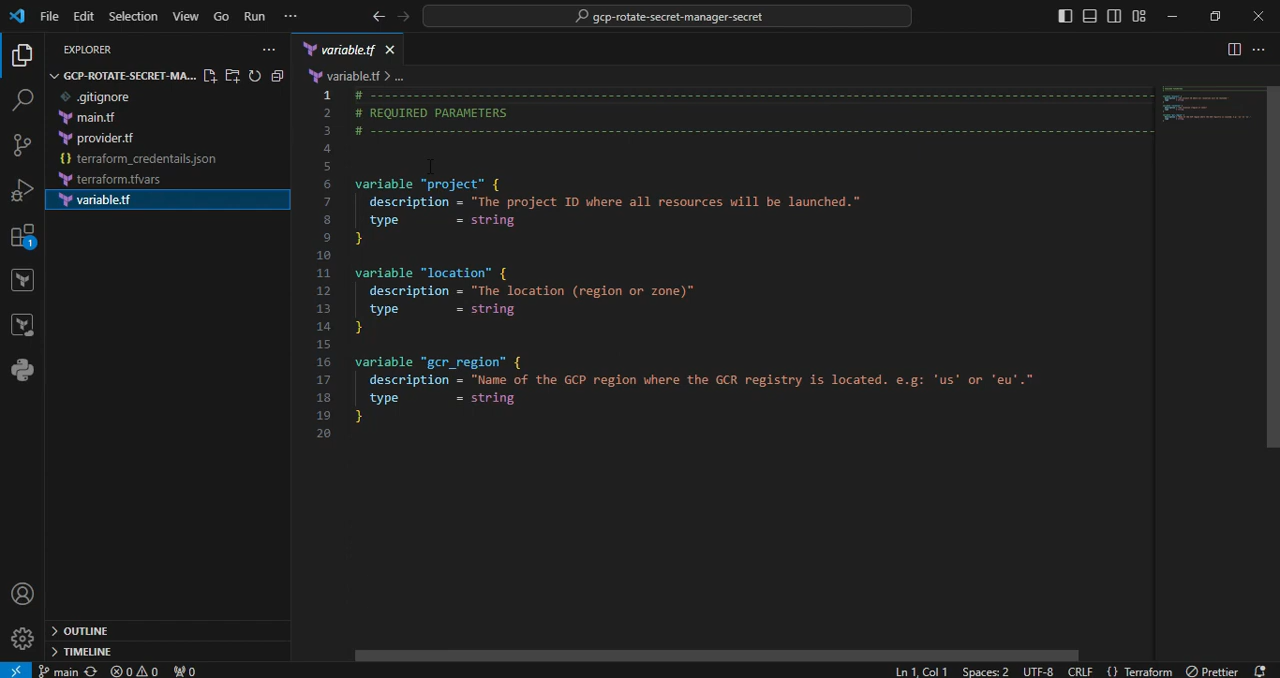 File Edit Selection View Go Run ···
gcp-rotate-secret-manager-secret
EXPLORER
GCP-ROTATE-SECRET-MA...
.gitignore
main.tf
provider.tf
{} terraform_credentails.json
terraform.tfvars
variable.tf
1
OUTLINE
TIMELINE
variable.tf
variable.tf > ...
1 # ------------------------------------------------------------------------------------------------------------
2 # REQUIRED PARAMETERS
3 # ------------------------------------------------------------------------------------------------------------
4
5
6 variable "project" {
7   description = "The project ID where all resources will be launched."
8   type        = string
9 }
10
11 variable "location" {
12   description = "The location (region or zone)"
13   type        = string
14 }
15
16 variable "gcr_region" {
17   description = "Name of the GCP region where the GCR registry is located. e.g: 'us' or 'eu'."
18   type        = string
19 }
20
main 0 0 0 Ln 1, Col 1 Spaces: 2 UTF-8 CRLF {} Terraform Prettier